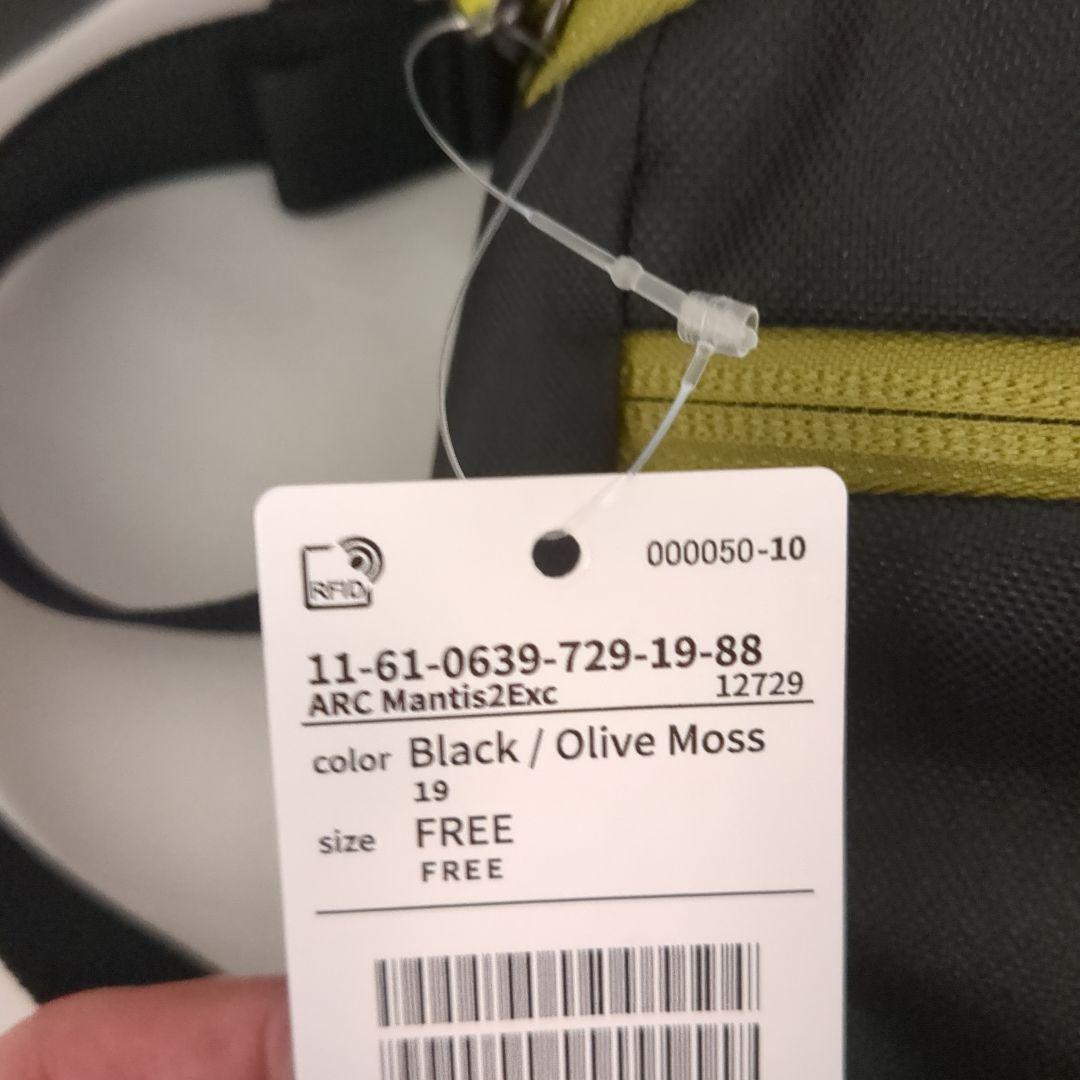 RFID
000050-10
11-61-0639-729-19-88
ARC Mantis2Exc 12729
color Black / Olive Moss
19
size FREE
FREE